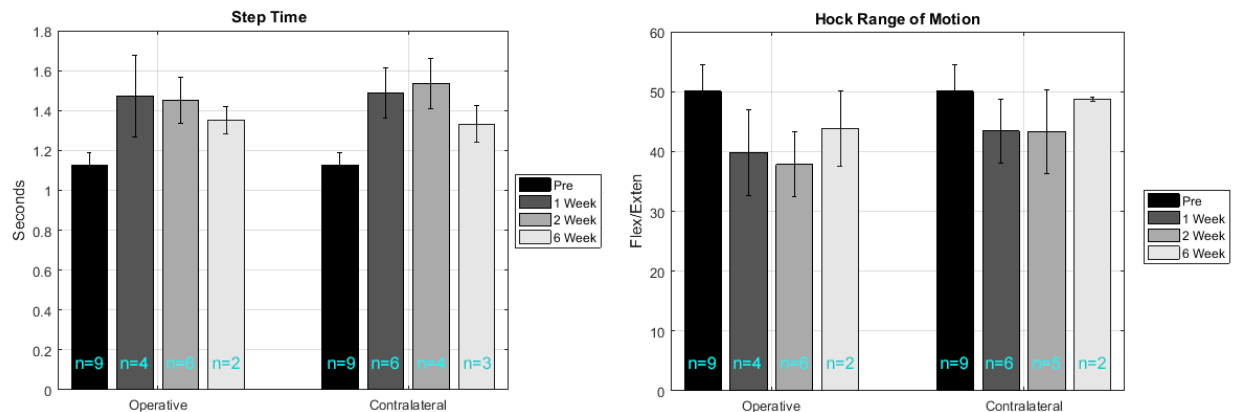 Step Time
1.8
1.6
1.4
1.2
1
0.8
0.6
0.4
0.2
0
Seconds
n=9
n=4
n=6
n=2
n=9
n=6
n=4
n=3
Operative
Contralateral
Pre
1 Week
2 Week
6 Week
Hock Range of Motion
60
50
40
30
20
10
0
Flex/Exten
n=9
n=4
n=6
n=2
n=9
n=6
n=5
n=2
Operative
Contralateral
Pre
1 Week
2 Week
6 Week